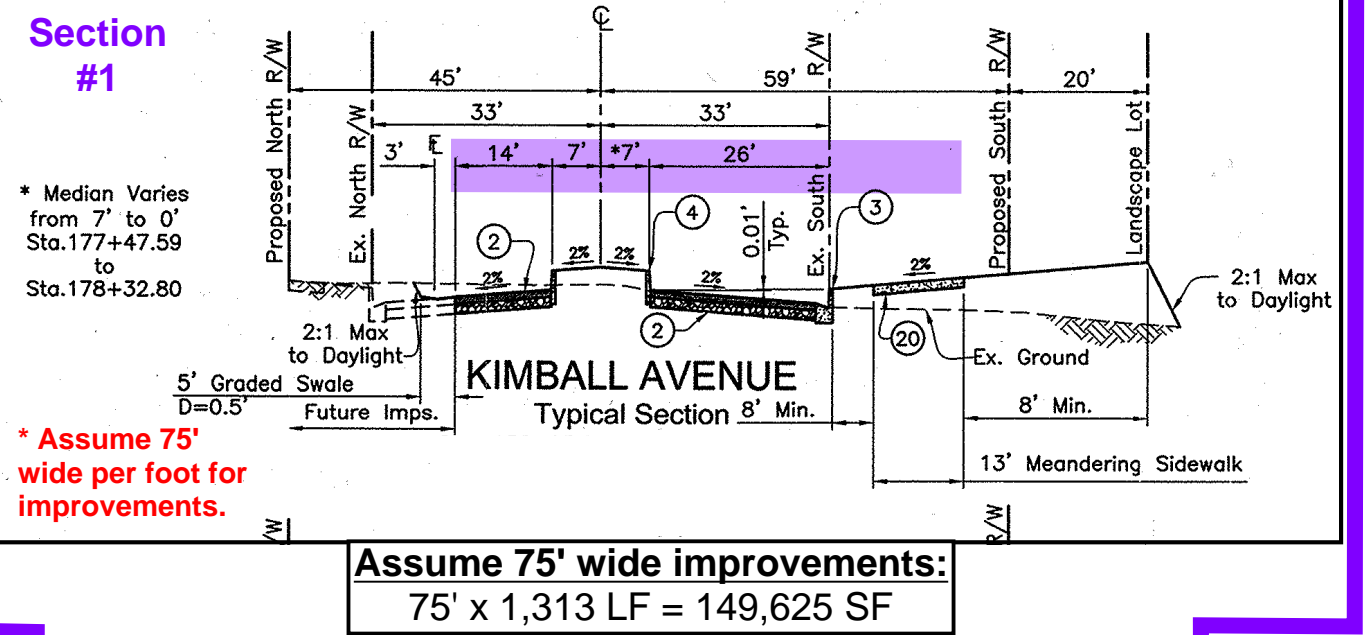 Section
#1
℄
Proposed North R/W
Ex. North R/W
Ex. South R/W
Proposed South R/W
Landscape Lot
45'
59'
20'
33'
33'
3'
14'
7'
*7'
26'
* Median Varies
from 7' to 0'
Sta.177+47.59
to
Sta.178+32.80
2
4
3
0.01'
Typ.
2%
2%
2%
2%
2%
2:1 Max
to Daylight
2:1 Max
to Daylight
2
20
Ex. Ground
5' Graded Swale
D=0.5'
Future Imps.
KIMBALL AVENUE
Typical Section
8' Min.
8' Min.
13' Meandering Sidewalk
* Assume 75'
wide per foot for
improvements.
/W
R/W
Assume 75' wide improvements:
75' x 1,313 LF = 149,625 SF